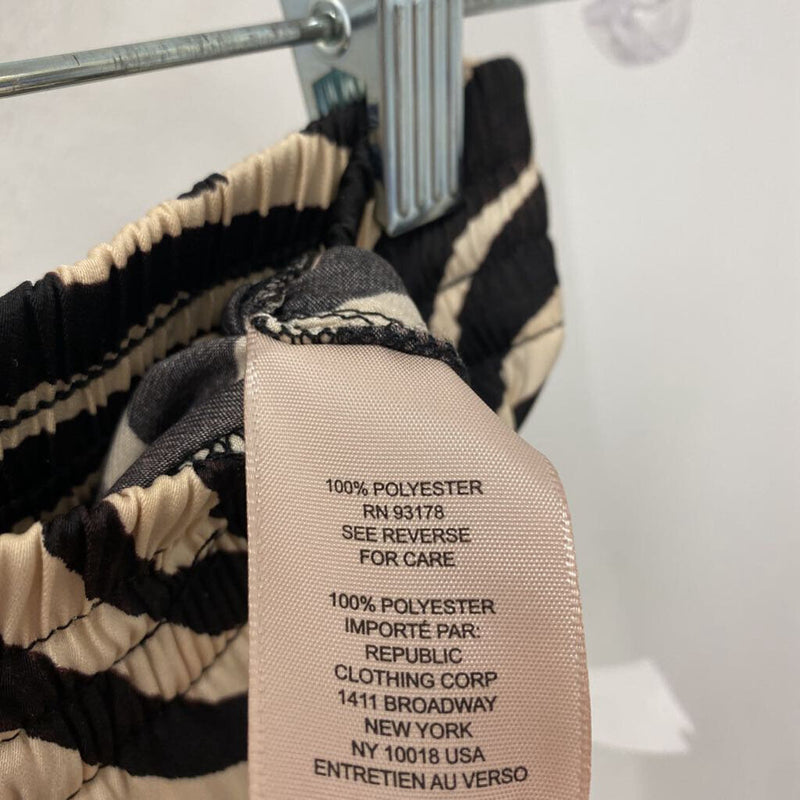 100% POLYESTER
RN 93178
SEE REVERSE
FOR CARE
100% POLYESTER
IMPORTÉ PAR:
REPUBLIC
CLOTHING CORP
1411 BROADWAY
NEW YORK
NY 10018 USA
ENTRETIEN AU VERSO